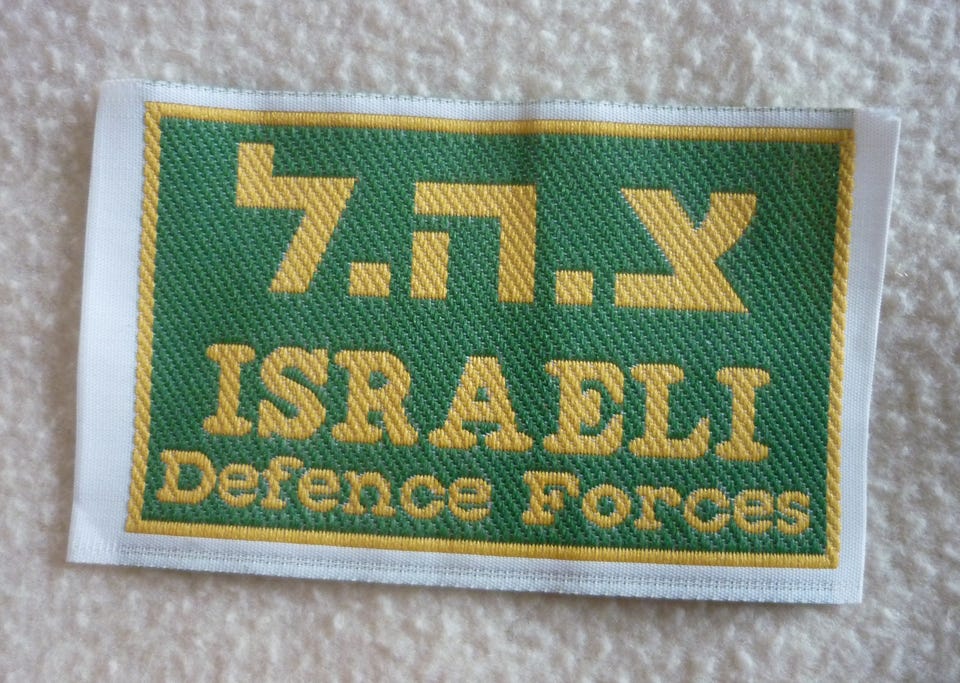 צ.ה.ל
ISRAELI
Defence Forces